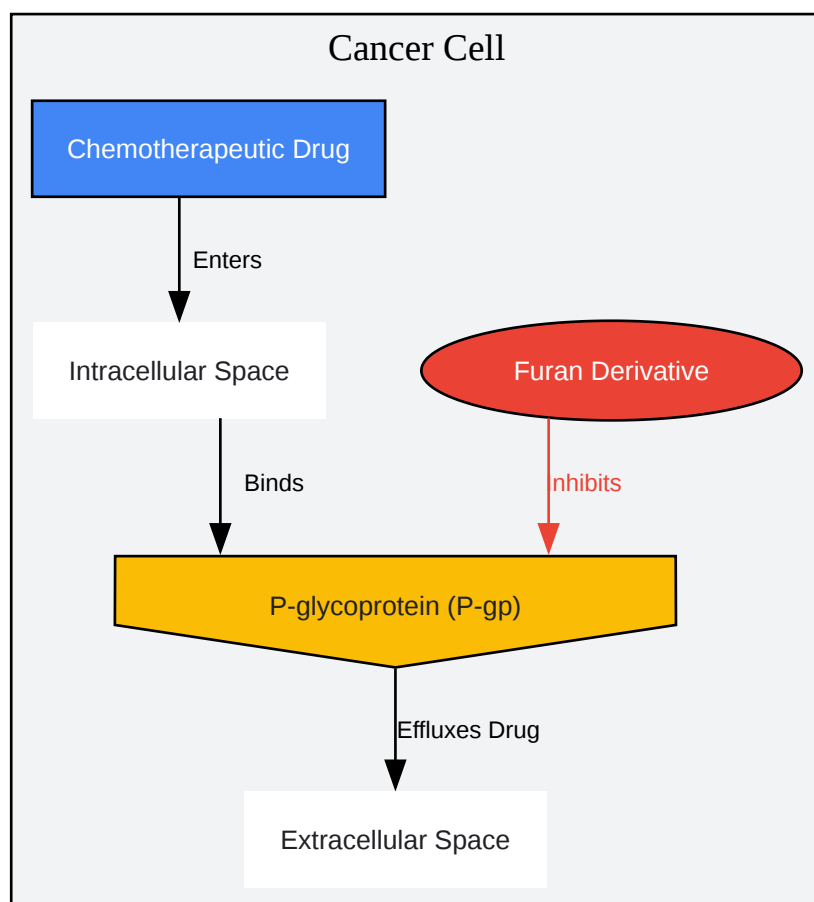 Cancer Cell
Chemotherapeutic Drug
Enters
Intracellular Space
Furan Derivative
Binds
Inhibits
P-glycoprotein (P-gp)
Effluxes Drug
Extracellular Space